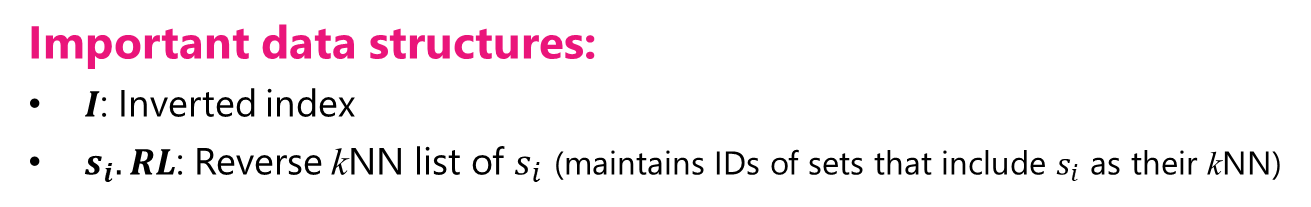 Important data structures:
• I: Inverted index
• sᵢ.RL: Reverse kNN list of sᵢ (maintains IDs of sets that include sᵢ as their kNN)